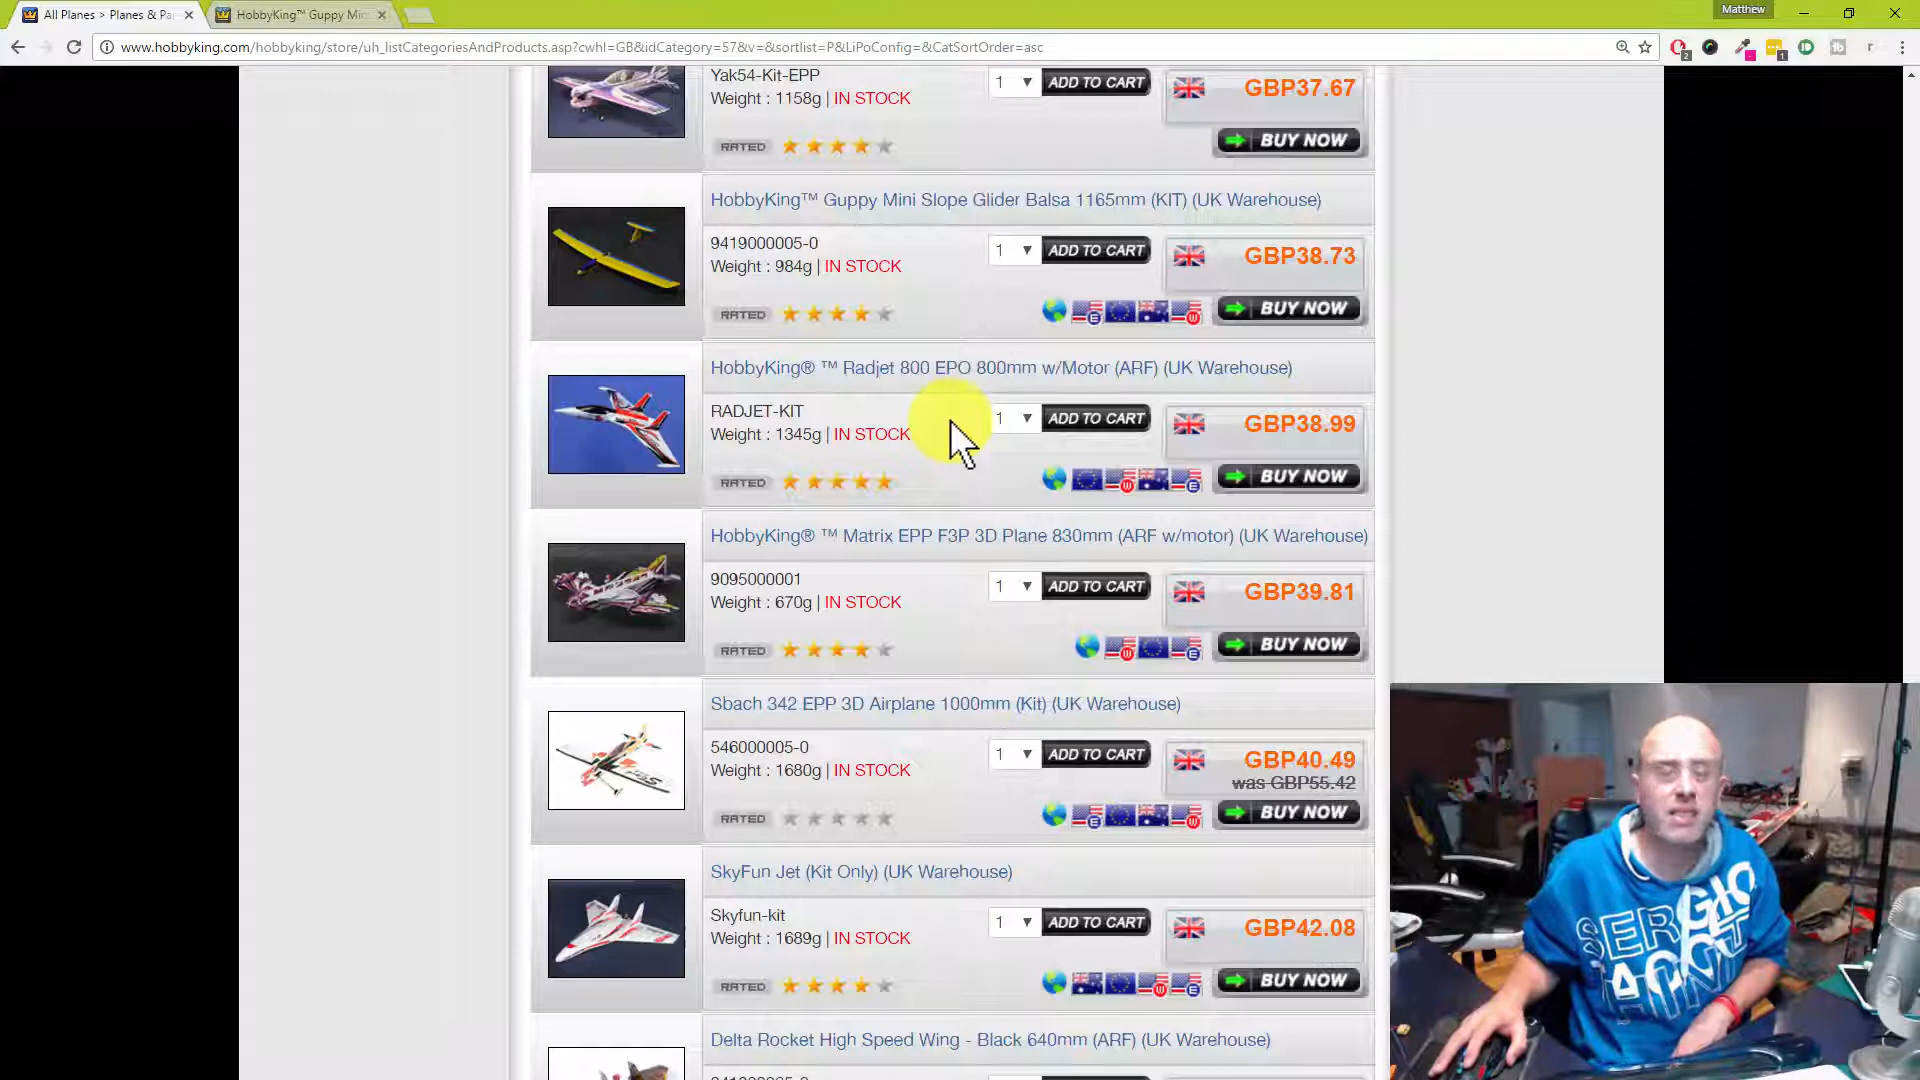 All Planes > Planes & Pa
HobbyKing™ Guppy Mi
Matthew
www.hobbyking.com/hobbyking/store/uh_listCategoriesAndProducts.asp?cwhl=GB&idCategory=57&v=&sortlist=P&LiPoConfig=&CatSortOrder=asc
Yak54-Kit-EPP
Weight : 1158g | IN STOCK
1 ADD TO CART
GBP37.67
RATED
BUY NOW
HobbyKing™ Guppy Mini Slope Glider Balsa 1165mm (KIT) (UK Warehouse)
9419000005-0
Weight : 984g | IN STOCK
1 ADD TO CART
GBP38.73
RATED
BUY NOW
HobbyKing® ™ Radjet 800 EPO 800mm w/Motor (ARF) (UK Warehouse)
RADJET-KIT
Weight : 1345g | IN STOCK
1 ADD TO CART
GBP38.99
RATED
BUY NOW
HobbyKing® ™ Matrix EPP F3P 3D Plane 830mm (ARF w/motor) (UK Warehouse)
9095000001
Weight : 670g | IN STOCK
1 ADD TO CART
GBP39.81
RATED
BUY NOW
Sbach 342 EPP 3D Airplane 1000mm (Kit) (UK Warehouse)
546000005-0
Weight : 1680g | IN STOCK
1 ADD TO CART
GBP40.49
was GBP55.42
RATED
BUY NOW
SkyFun Jet (Kit Only) (UK Warehouse)
Skyfun-kit
Weight : 1689g | IN STOCK
1 ADD TO CART
GBP42.08
RATED
BUY NOW
Delta Rocket High Speed Wing - Black 640mm (ARF) (UK Warehouse)
SERGIO
TACCHINI